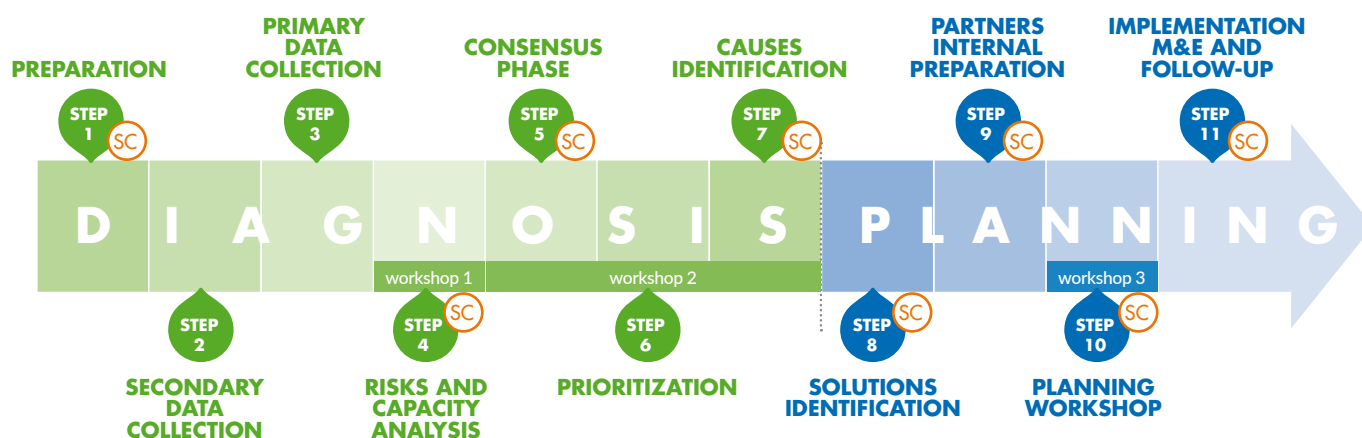 PREPARATION
STEP
1
SC
PRIMARY
DATA
COLLECTION
STEP
3
CONSENSUS
PHASE
STEP
5
SC
CAUSES
IDENTIFICATION
STEP
7
SC
PARTNERS
INTERNAL
PREPARATION
STEP
9
SC
IMPLEMENTATION
M&E AND
FOLLOW-UP
STEP
11
SC
DIAGNOSIS PLANNING
workshop 1
workshop 2
workshop 3
STEP
2
SECONDARY
DATA
COLLECTION
STEP
4
SC
RISKS AND
CAPACITY
ANALYSIS
STEP
6
PRIORITIZATION
STEP
8
SC
SOLUTIONS
IDENTIFICATION
STEP
10
SC
PLANNING
WORKSHOP